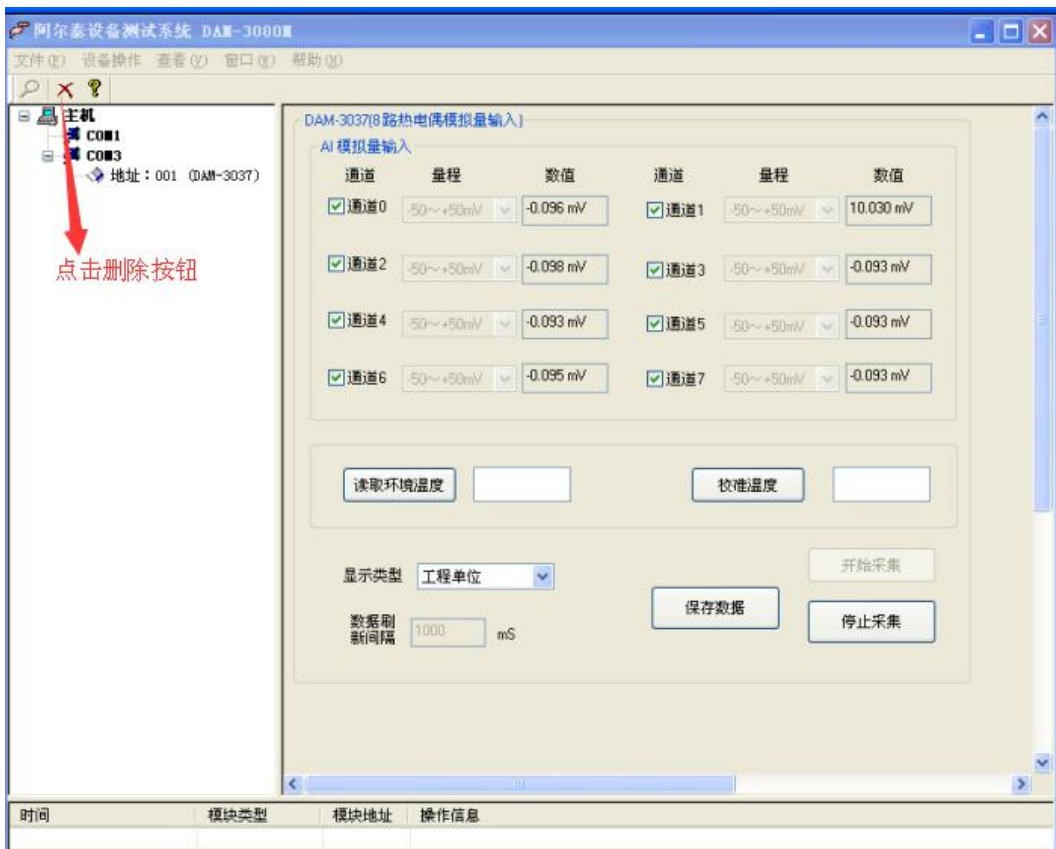 阿尔泰设备测试系统 DAM-3000M
文件(F) 设备操作 查看(V) 窗口(W) 帮助(H)
主机
COM1
COM3
地址：001 (DAM-3037)
点击删除按钮
DAM-3037[8路热电偶模拟量输入]
AI 模拟量输入
通道 量程 数值 通道 量程 数值
通道0 -50～+50mV -0.096 mV 通道1 -50～+50mV 10.030 mV
通道2 -50～+50mV -0.098 mV 通道3 -50～+50mV -0.093 mV
通道4 -50～+50mV -0.093 mV 通道5 -50～+50mV -0.093 mV
通道6 -50～+50mV -0.095 mV 通道7 -50～+50mV -0.093 mV
读取环境温度 校准温度
显示类型 工程单位 开始采集
保存数据
数据刷
新间隔 1000 mS 停止采集
时间 模块类型 模块地址 操作信息